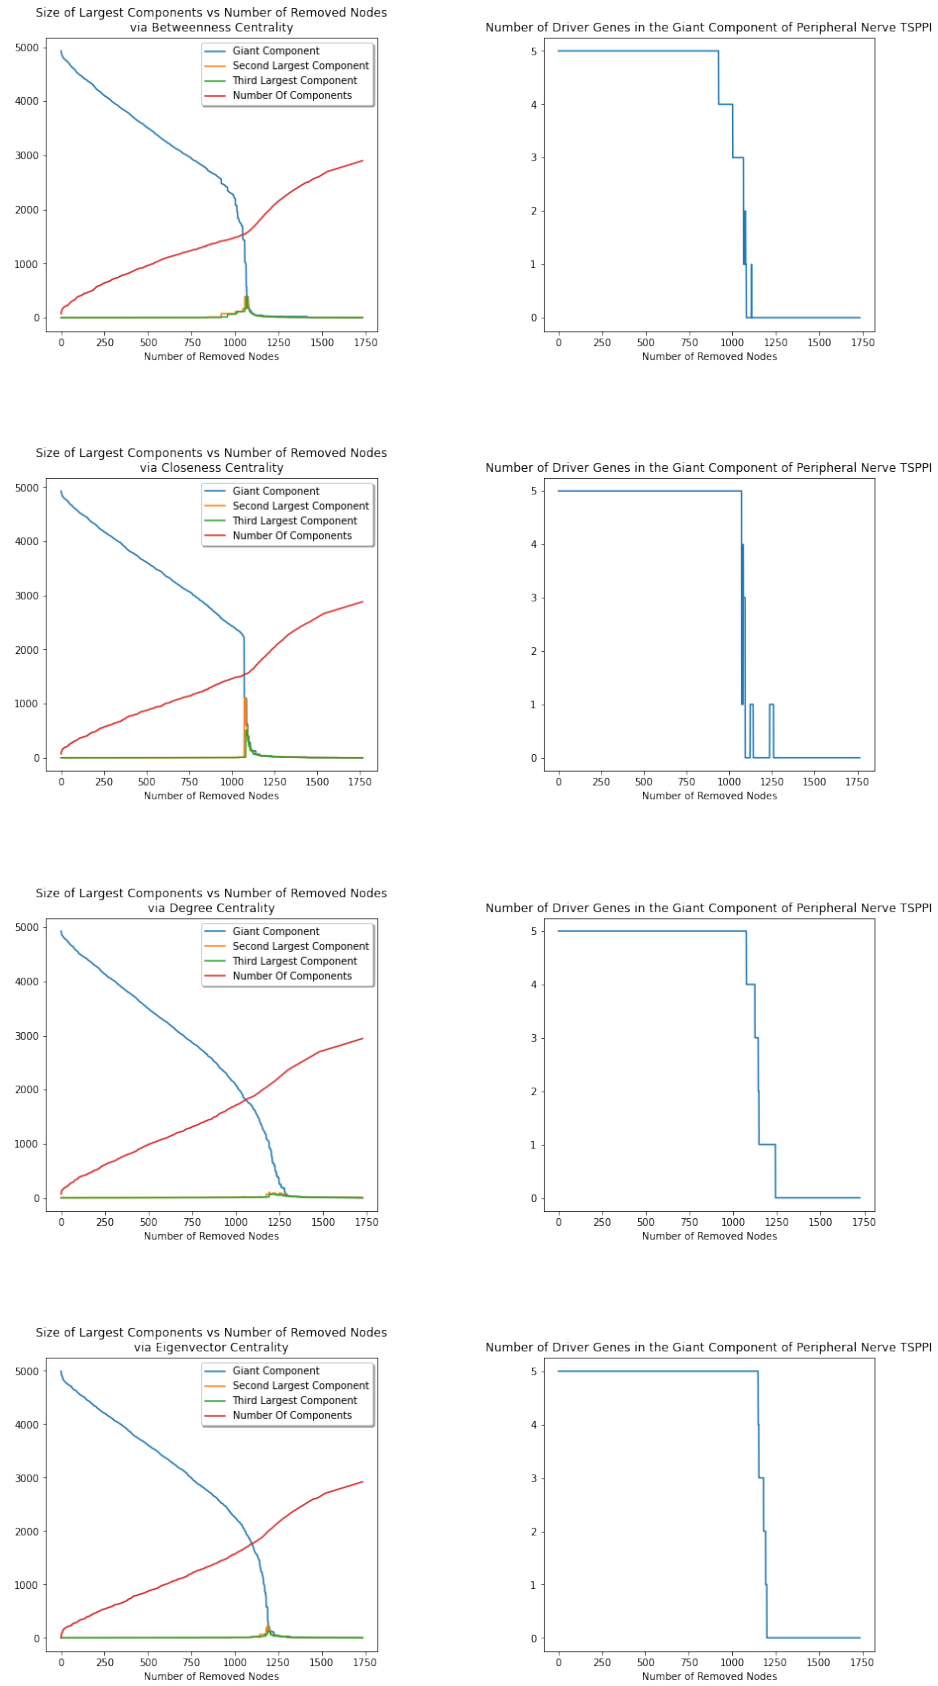 Size of Largest Components vs Number of Removed Nodes
via Betweenness Centrality
5000
4000
3000
2000
1000
0
Giant Component
Second Largest Component
Third Largest Component
Number Of Components
0 250 500 750 1000 1250 1500 1750
Number of Removed Nodes
Number of Driver Genes in the Giant Component of Peripheral Nerve TSPPI
5
4
3
2
1
0
0 250 500 750 1000 1250 1500 1750
Number of Removed Nodes
Size of Largest Components vs Number of Removed Nodes
via Closeness Centrality
5000
4000
3000
2000
1000
0
Giant Component
Second Largest Component
Third Largest Component
Number Of Components
0 250 500 750 1000 1250 1500 1750
Number of Removed Nodes
Number of Driver Genes in the Giant Component of Peripheral Nerve TSPPI
5
4
3
2
1
0
0 250 500 750 1000 1250 1500 1750
Number of Removed Nodes
Size of Largest Components vs Number of Removed Nodes
via Degree Centrality
5000
4000
3000
2000
1000
0
Giant Component
Second Largest Component
Third Largest Component
Number Of Components
0 250 500 750 1000 1250 1500 1750
Number of Removed Nodes
Number of Driver Genes in the Giant Component of Peripheral Nerve TSPPI
5
4
3
2
1
0
0 250 500 750 1000 1250 1500 1750
Number of Removed Nodes
Size of Largest Components vs Number of Removed Nodes
via Eigenvector Centrality
5000
4000
3000
2000
1000
0
Giant Component
Second Largest Component
Third Largest Component
Number Of Components
0 250 500 750 1000 1250 1500 1750
Number of Removed Nodes
Number of Driver Genes in the Giant Component of Peripheral Nerve TSPPI
5
4
3
2
1
0
0 250 500 750 1000 1250 1500 1750
Number of Removed Nodes